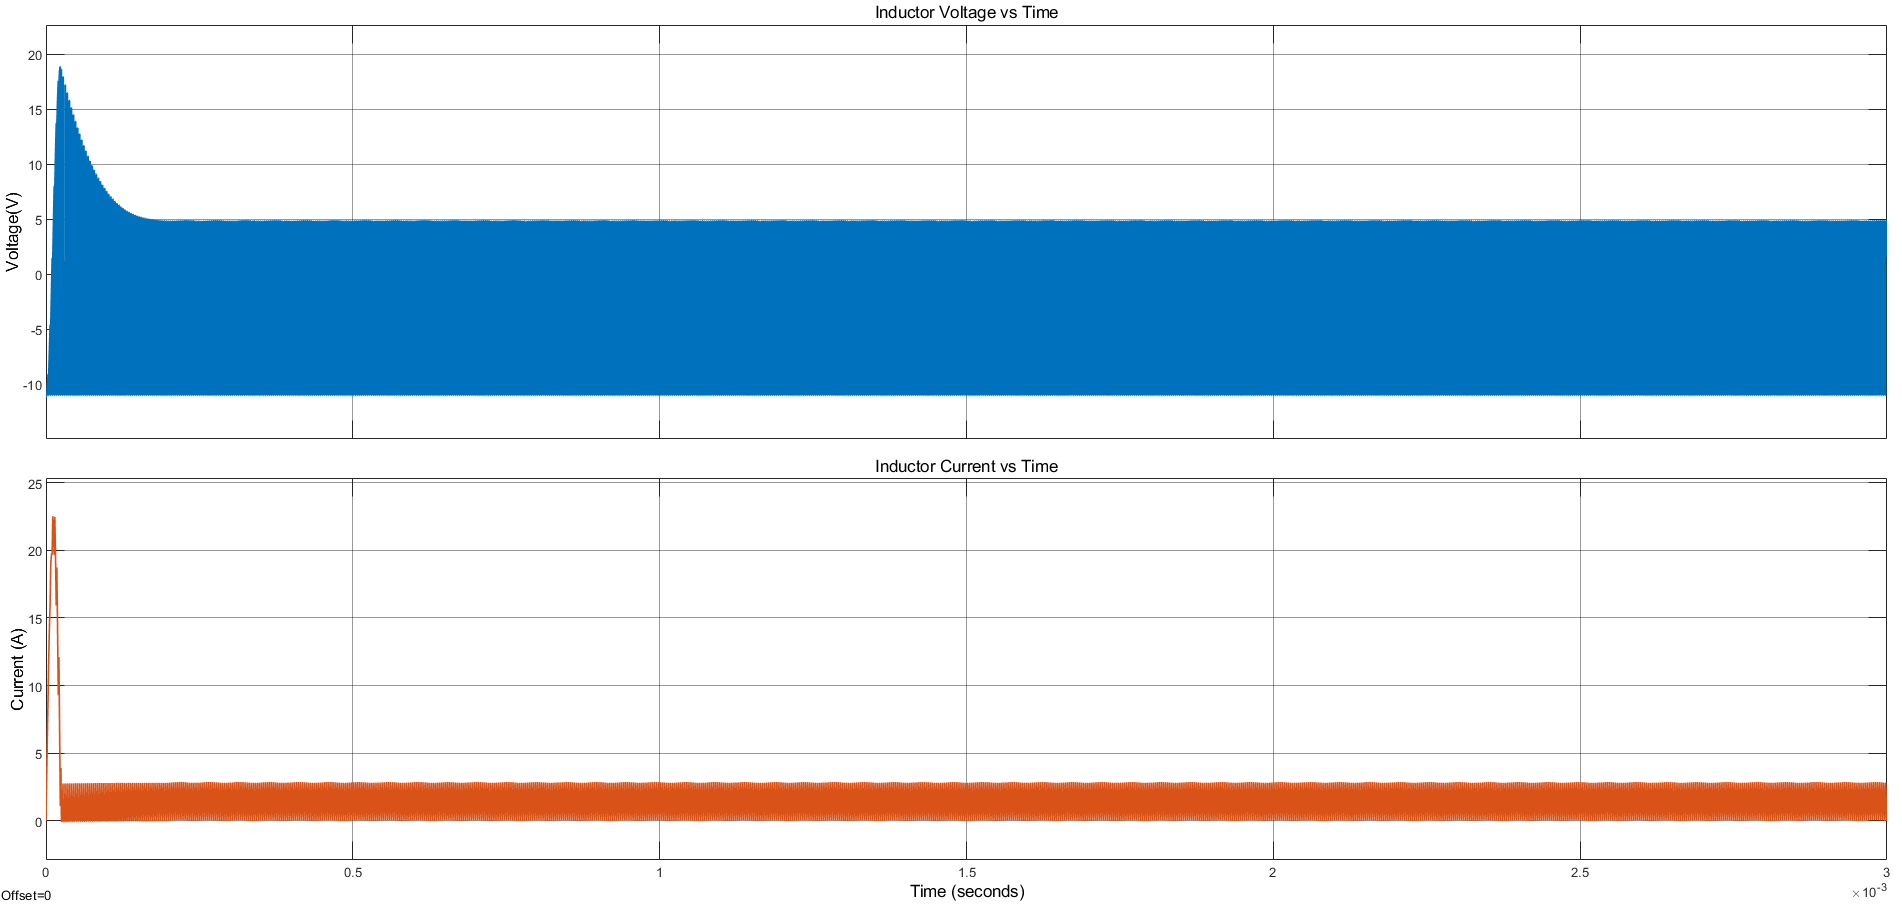 Inductor Voltage vs Time
20
15
10
5
0
-5
-10
Voltage(V)
Inductor Current vs Time
25
20
15
10
5
0
Current (A)
0 0.5 1 1.5 2 2.5 3
Time (seconds)
×10-3
Offset=0